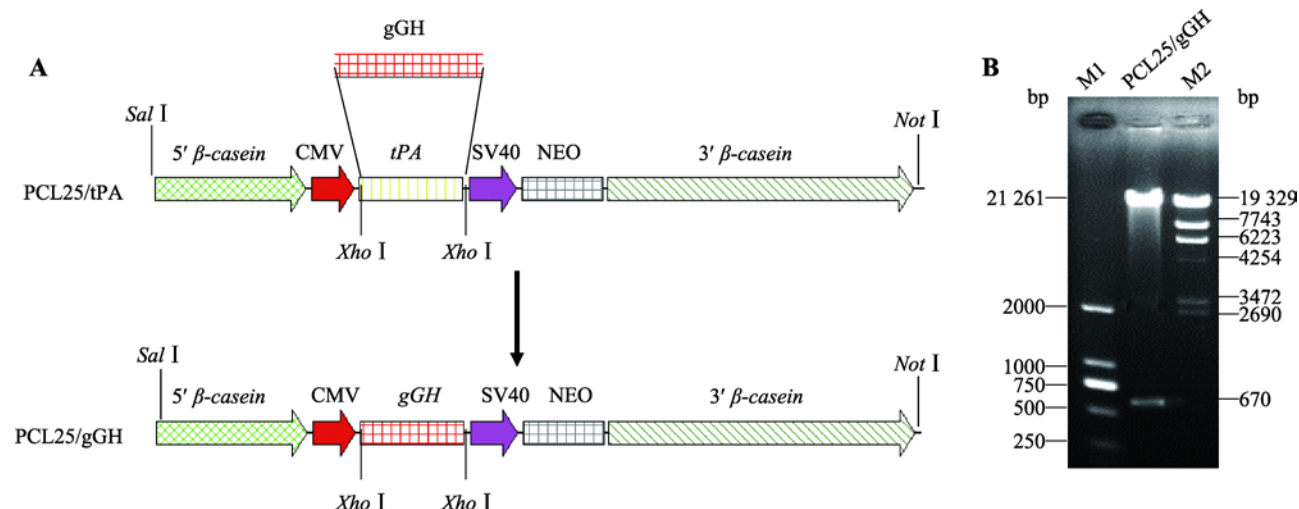 A
gGH
Sal I
5′ β-casein
CMV
tPA
SV40
NEO
3′ β-casein
Not I
PCL25/tPA
Xho I
Xho I
Sal I
5′ β-casein
CMV
gGH
SV40
NEO
3′ β-casein
Not I
PCL25/gGH
Xho I
Xho I
B
M1
PCL25/gGH
M2
bp
bp
21 261
2000
1000
750
500
250
19 329
7743
6223
4254
3472
2690
670